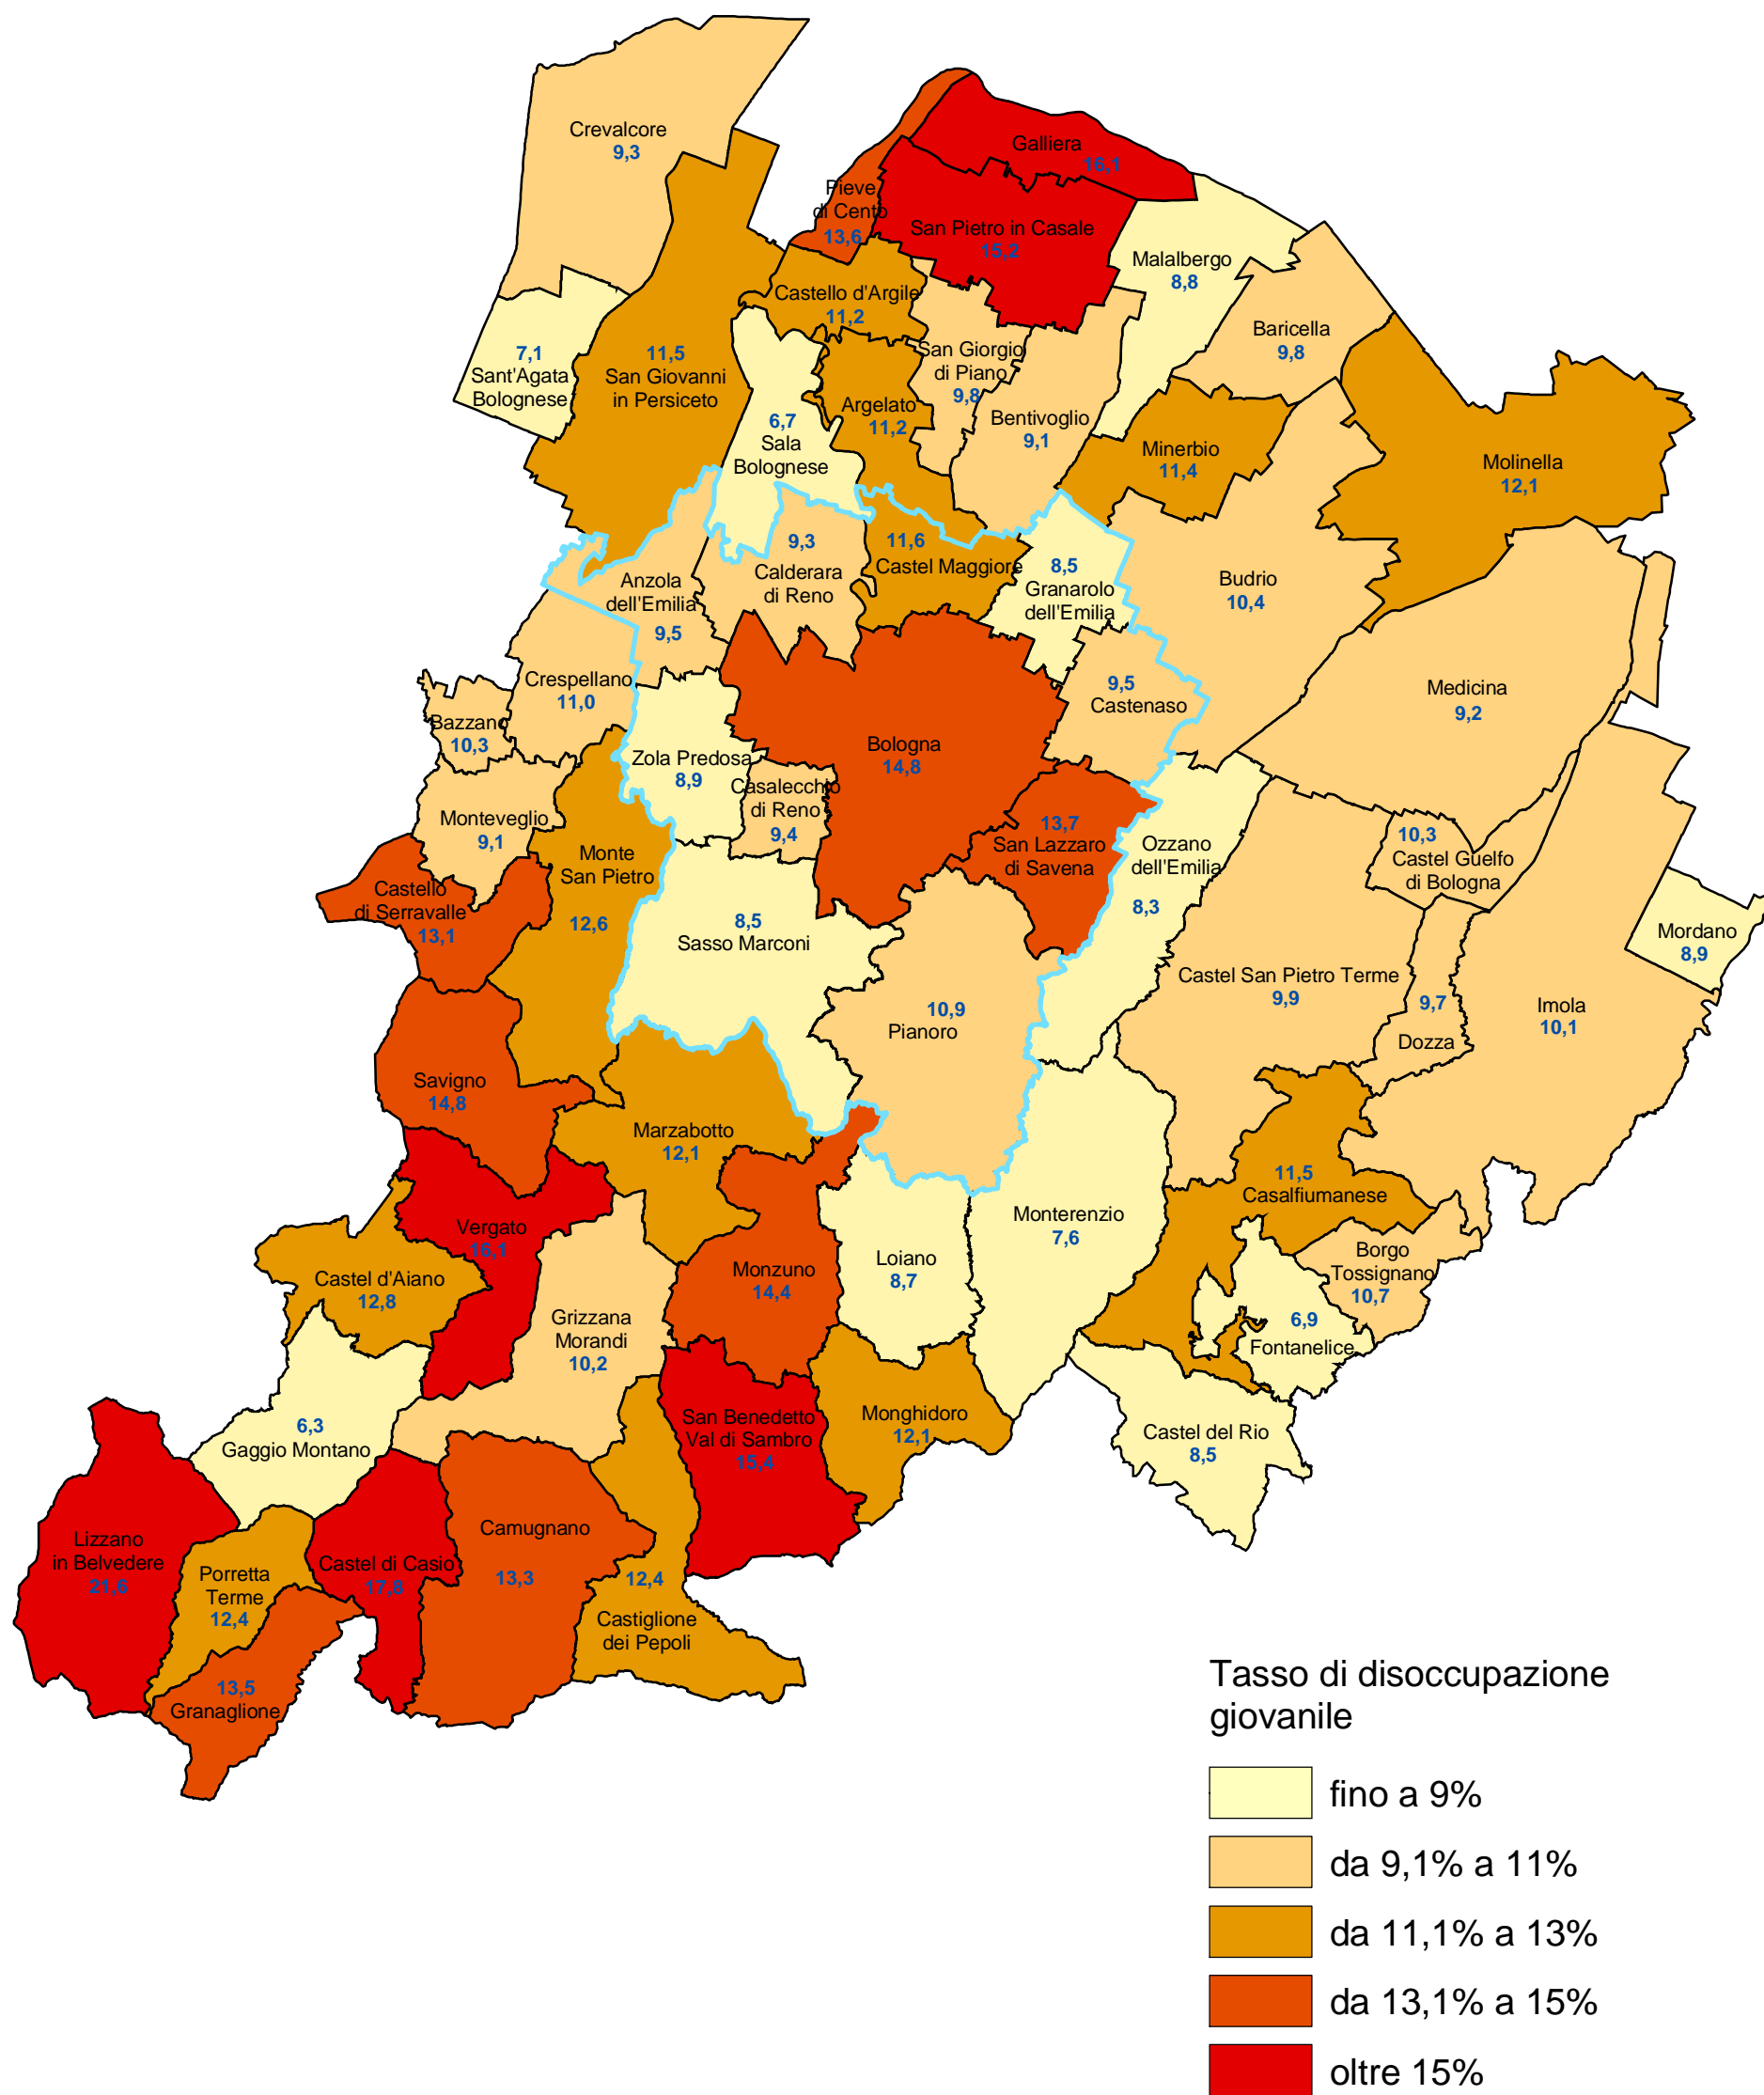 Crevalcore
9,3
Galliera
16,1
Pieve
di Cento
13,6
San Pietro in Casale
15,2
Malalbergo
8,8
Castello d'Argile
11,2
Baricella
9,8
7,1
Sant'Agata
Bolognese
11,5
San Giovanni
in Persiceto
San Giorgio
di Piano
9,8
Argelato
11,2
6,7
Sala
Bolognese
Bentivoglio
9,1
Minerbio
11,4
Molinella
12,1
9,3
Calderara
di Reno
11,6
Castel Maggiore
8,5
Granarolo
dell'Emilia
Anzola
dell'Emilia
9,5
Budrio
10,4
Crespellano
11,0
9,5
Castenaso
Medicina
9,2
Bazzano
10,3
Zola Predosa
8,9
Bologna
14,8
Casalecchio
di Reno
9,4
Monteveglio
9,1
13,7
San Lazzaro
di Savena
Ozzano
dell'Emilia
8,3
10,3
Castel Guelfo
di Bologna
Monte
San Pietro
12,6
Castello
di Serravalle
13,1
8,5
Sasso Marconi
Mordano
8,9
Castel San Pietro Terme
9,9
9,7
Dozza
Imola
10,1
10,9
Pianoro
Savigno
14,8
Marzabotto
12,1
11,5
Casalfiumanese
Monterenzio
7,6
Vergato
16,1
Loiano
8,7
Borgo
Tossignano
10,7
Castel d'Aiano
12,8
Monzuno
14,4
Grizzana
Morandi
10,2
6,9
Fontanelice
6,3
Gaggio Montano
San Benedetto
Val di Sambro
15,4
Monghidoro
12,1
Castel del Rio
8,5
Lizzano
in Belvedere
21,6
Porretta
Terme
12,4
Castel di Casio
17,8
Camugnano
13,3
12,4
Castiglione
dei Pepoli
13,5
Granaglione
Tasso di disoccupazione
giovanile
fino a 9%
da 9,1% a 11%
da 11,1% a 13%
da 13,1% a 15%
oltre 15%